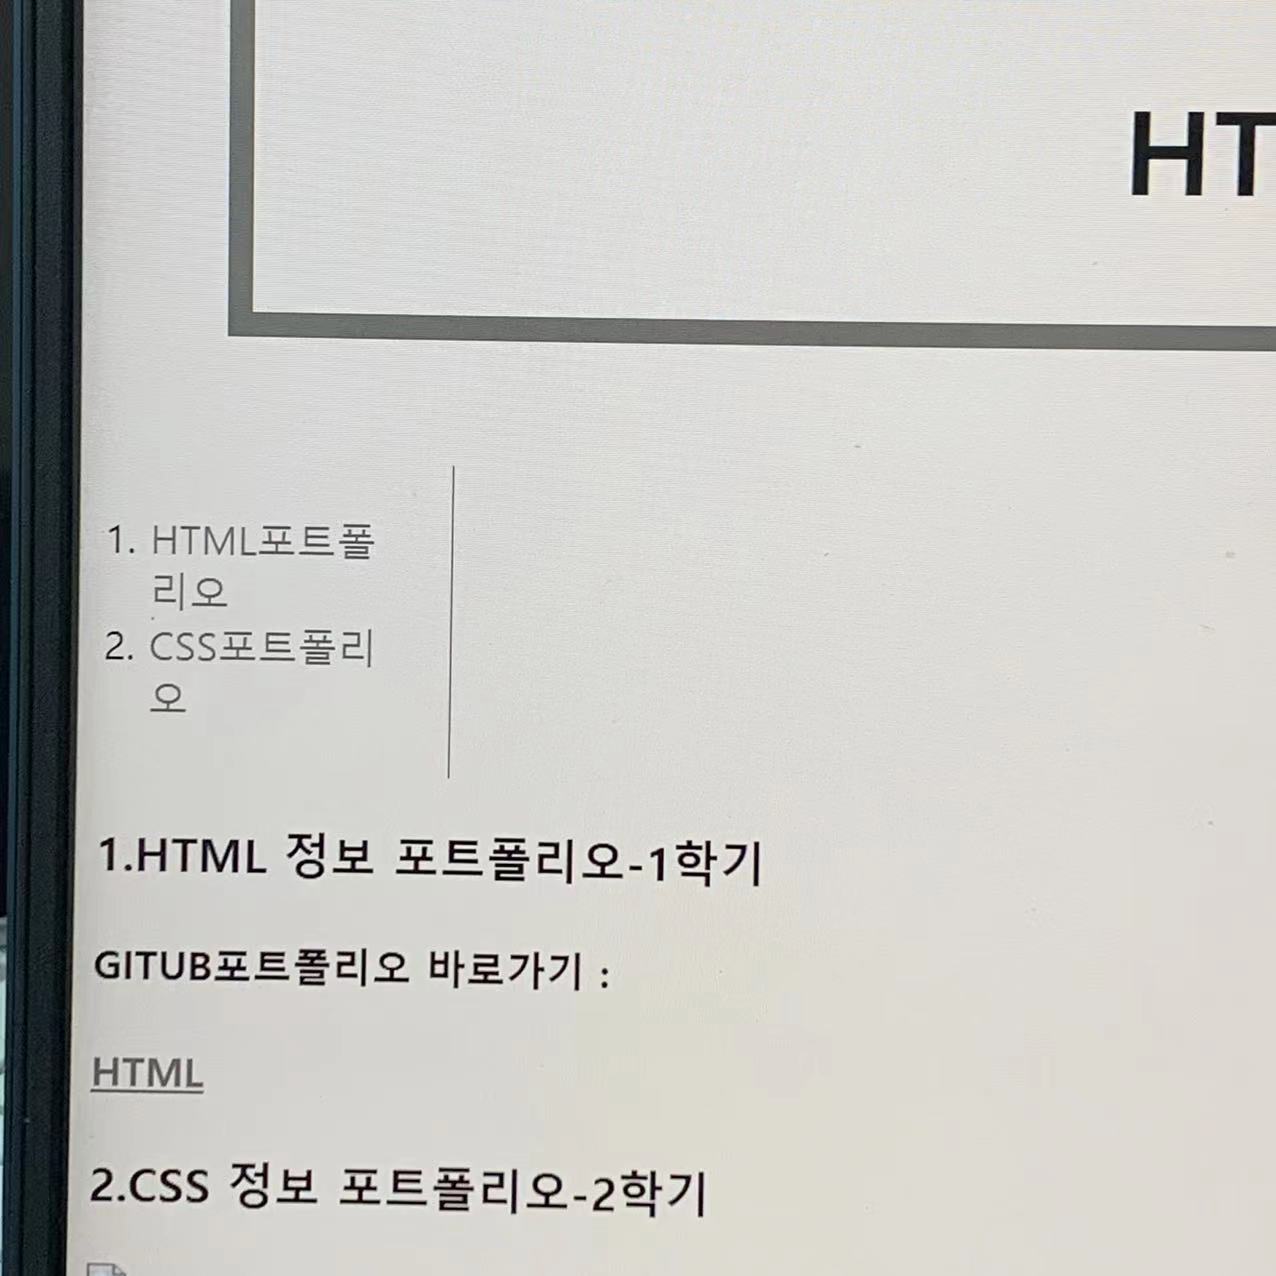 HT
1. HTML포트폴
리오
2. CSS포트폴리
오
1.HTML 정보 포트폴리오-1학기
GITUB포트폴리오 바로가기 :
HTML
2.CSS 정보 포트폴리오-2학기